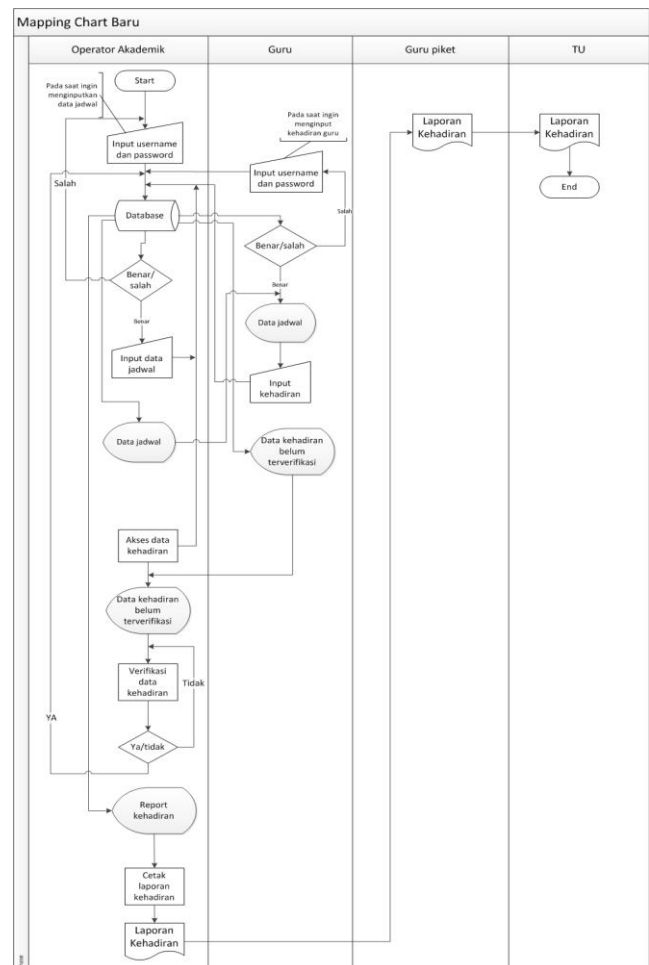 Mapping Chart Baru
Operator Akademik
Guru
Guru piket
TU
Start
Pada saat ingin
menginputkan
data jadwal
Input username
dan password
Salah
Pada saat ingin
menginput
kehadiran guru
Input username
dan password
Salah
Laporan
Kehadiran
Laporan
Kehadiran
End
Database
Benar/salah
Benar/
salah
Benar
Benar
Data jadwal
Input data
jadwal
Input
kehadiran
Data jadwal
Data kehadiran
belum
terverifikasi
Akses data
kehadiran
Data kehadiran
belum
terverifikasi
Verifikasi
data
kehadiran
Tidak
YA
Ya/tidak
Report
kehadiran
Cetak
laporan
kehadiran
Laporan
Kehadiran